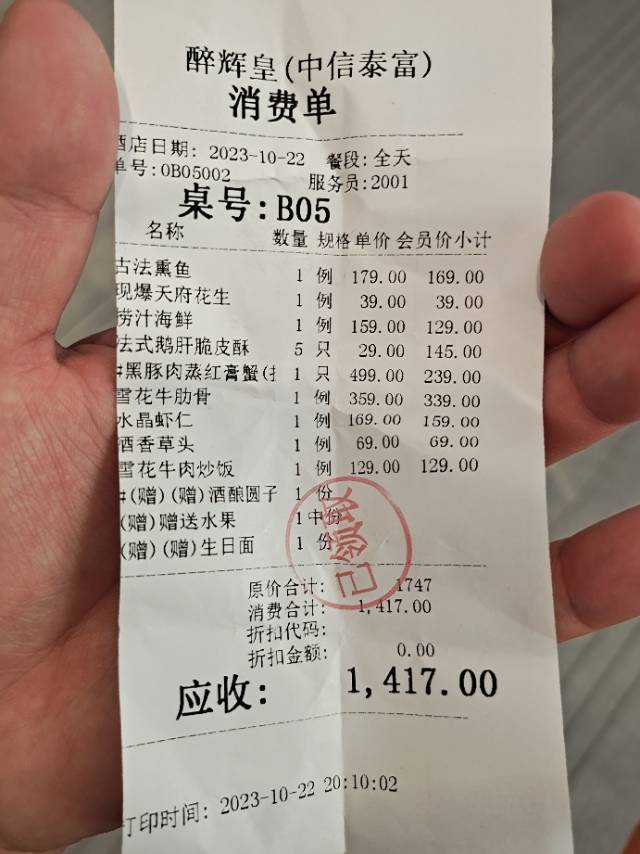 醉辉皇(中信泰富)
消费单
酒店日期: 2023-10-22 餐段:全天
单号:0B05002 服务员:2001
桌号:B05
名称 数量 规格 单价 会员价小计
古法熏鱼 1 例 179.00 169.00
现爆天府花生 1 例 39.00 39.00
捞汁海鲜 1 例 159.00 129.00
法式鹅肝脆皮酥 5 只 29.00 145.00
#黑豚肉蒸红膏蟹(扌 1 只 499.00 239.00
雪花牛肋骨 1 例 359.00 339.00
水晶虾仁 1 例 169.00 159.00
酒香草头 1 例 69.00 69.00
雪花牛肉炒饭 1 例 129.00 129.00
#(赠)(赠)酒酿圆子 1 份
(赠)赠送水果 1 中份
(赠)(赠)生日面 1 份
已领取
原价合计: 1747
消费合计: 1,417.00
折扣代码:
折扣金额: 0.00
应收: 1,417.00
打印时间: 2023-10-22 20:10:02